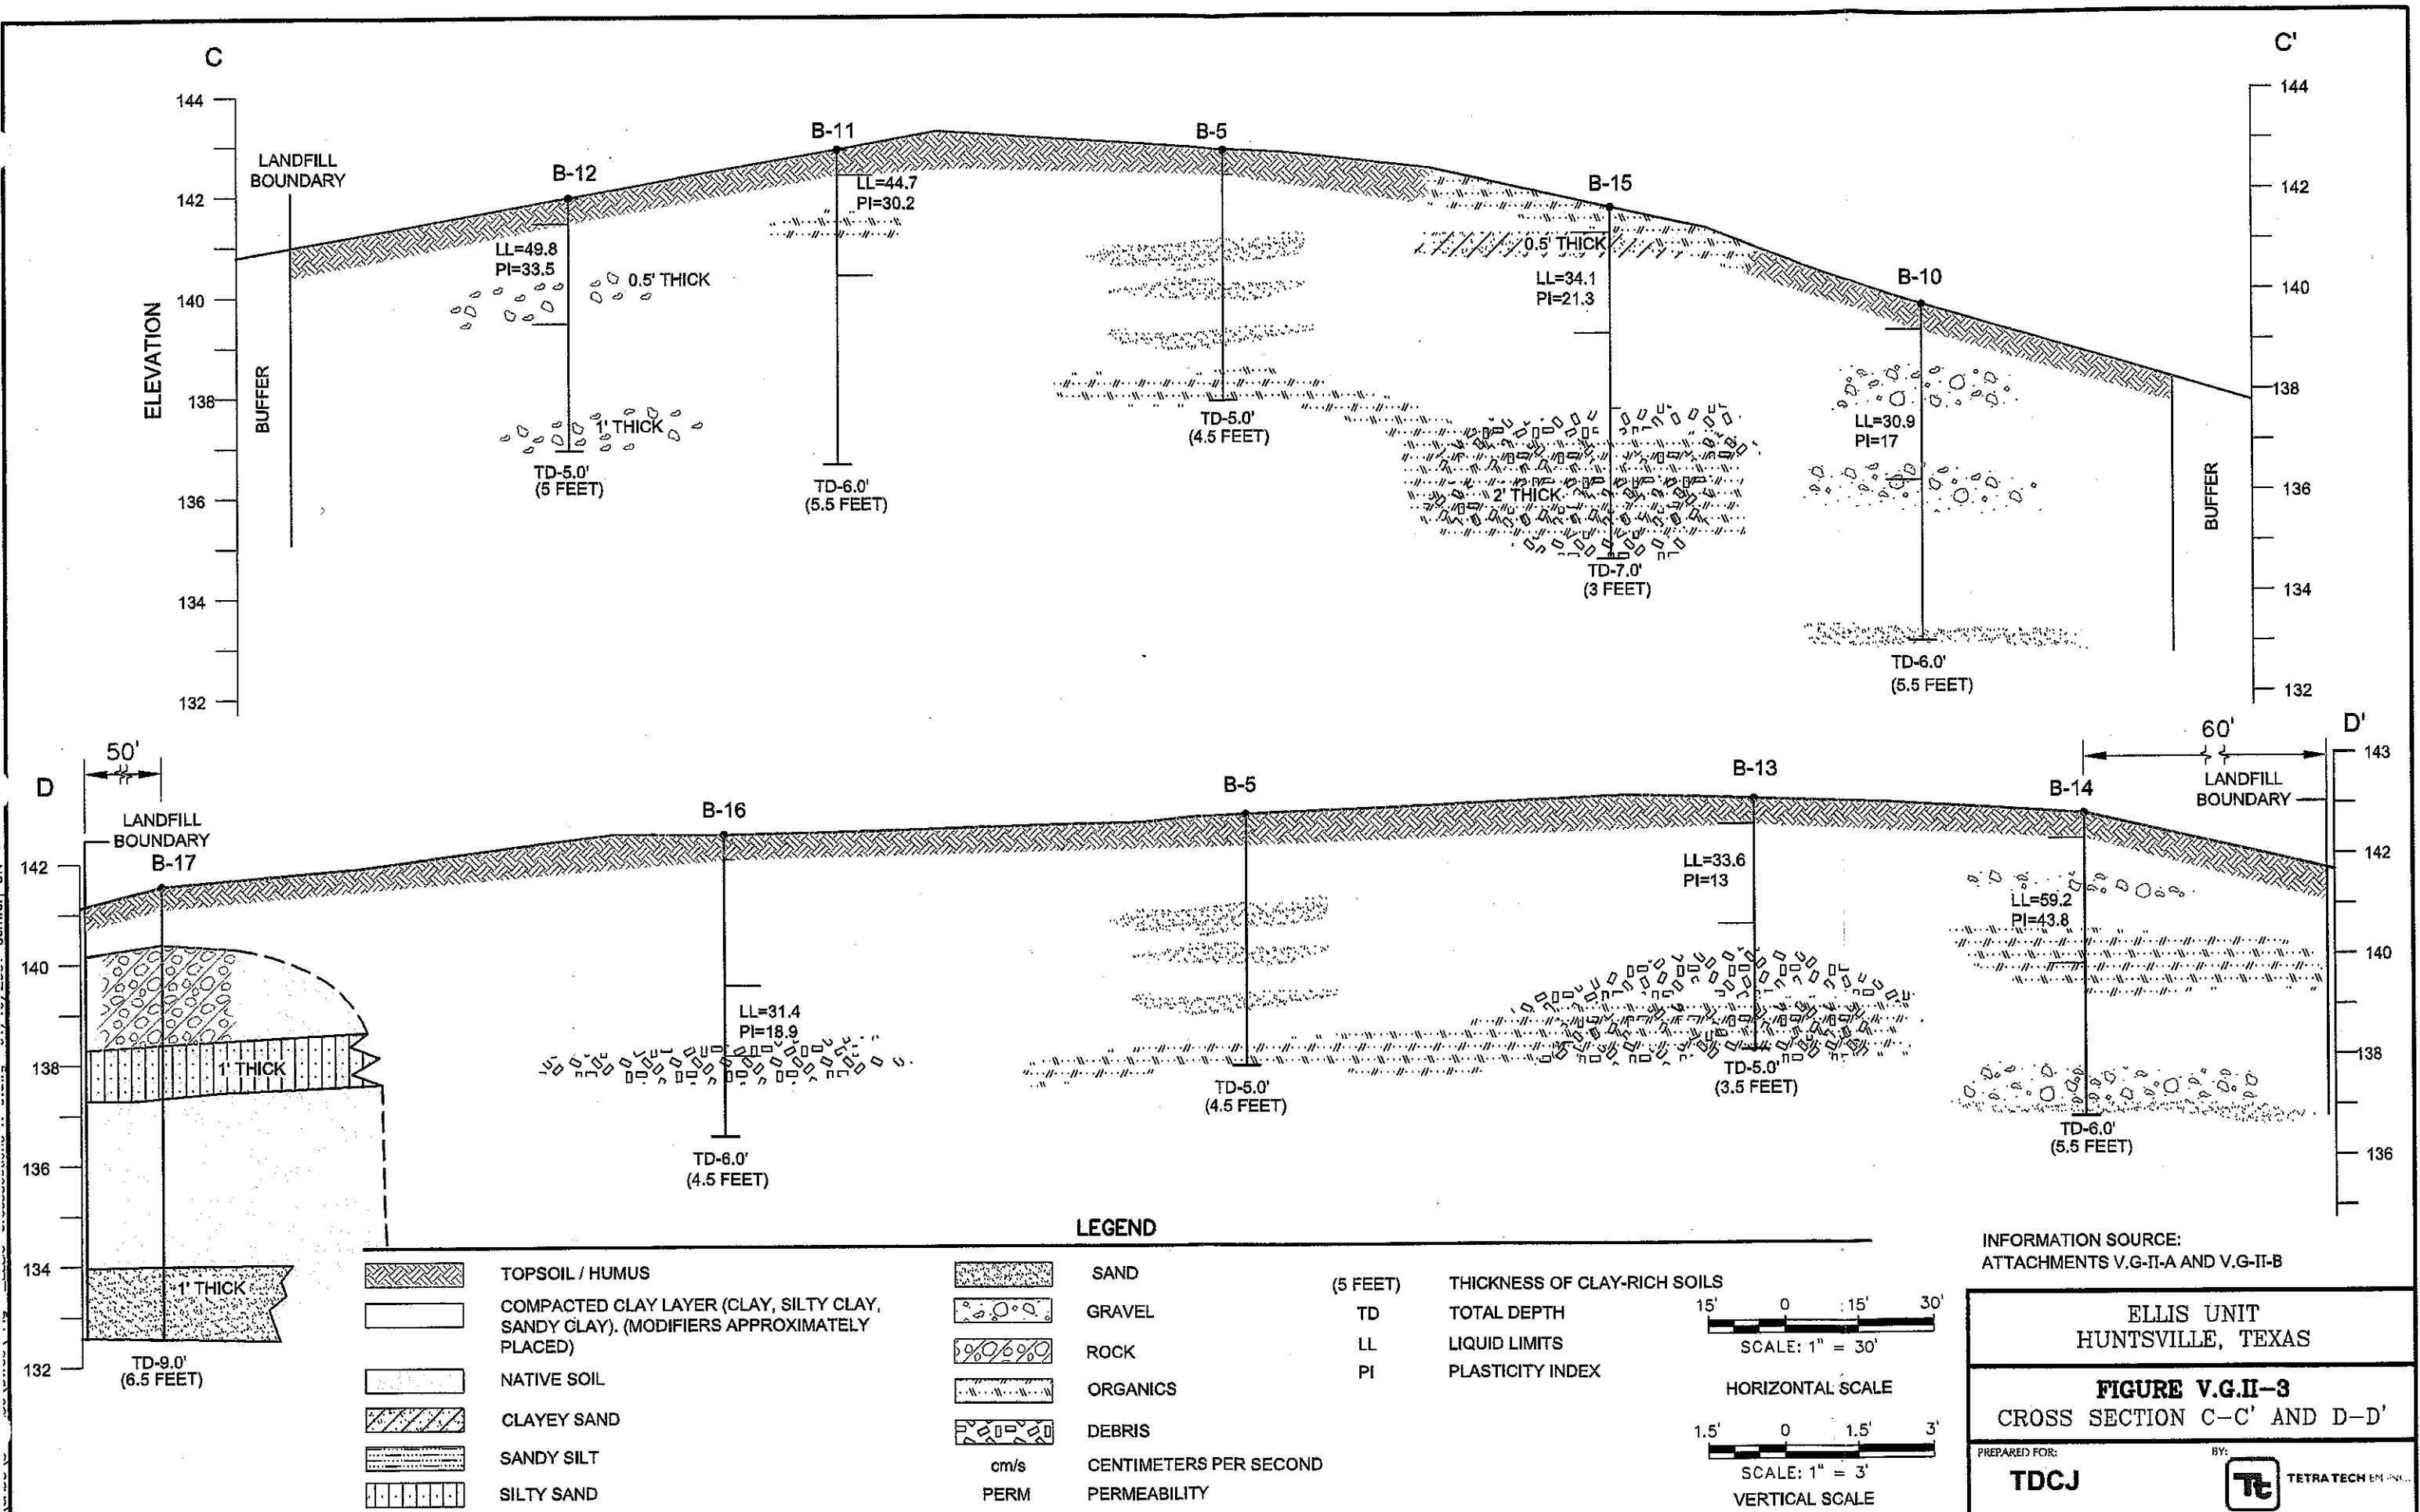 C
C'
144
142
140
138
136
134
132
ELEVATION
LANDFILL
BOUNDARY
BUFFER
B-12
LL=49.8
PI=33.5
0.5' THICK
1' THICK
TD-5.0'
(5 FEET)
B-11
LL=44.7
PI=30.2
TD-6.0'
(5.5 FEET)
B-5
TD-5.0'
(4.5 FEET)
B-15
0.5' THICK
LL=34.1
PI=21.3
2' THICK
TD-7.0'
(3 FEET)
B-10
LL=30.9
PI=17
TD-6.0'
(5.5 FEET)
BUFFER
144
142
140
138
136
134
132
D
D'
50'
LANDFILL
BOUNDARY
142
140
138
136
134
132
B-17
1' THICK
1' THICK
TD-9.0'
(6.5 FEET)
B-16
LL=31.4
PI=18.9
TD-6.0'
(4.5 FEET)
B-5
TD-5.0'
(4.5 FEET)
B-13
LL=33.6
PI=13
TD-5.0'
(3.5 FEET)
B-14
LL=59.2
PI=43.8
TD-6.0'
(5.5 FEET)
60'
LANDFILL
BOUNDARY
143
142
140
138
136
LEGEND
TOPSOIL / HUMUS
COMPACTED CLAY LAYER (CLAY, SILTY CLAY,
SANDY CLAY). (MODIFIERS APPROXIMATELY
PLACED)
NATIVE SOIL
CLAYEY SAND
SANDY SILT
SILTY SAND
SAND
GRAVEL
ROCK
ORGANICS
DEBRIS
cm/s CENTIMETERS PER SECOND
PERM PERMEABILITY
(5 FEET) THICKNESS OF CLAY-RICH SOILS
TD TOTAL DEPTH
LL LIQUID LIMITS
PI PLASTICITY INDEX
15' 0 15' 30'
SCALE: 1" = 30'
HORIZONTAL SCALE
1.5' 0 1.5' 3'
SCALE: 1" = 3'
VERTICAL SCALE
INFORMATION SOURCE:
ATTACHMENTS V.G-II-A AND V.G-II-B
ELLIS UNIT
HUNTSVILLE, TEXAS
FIGURE V.G.II-3
CROSS SECTION C-C' AND D-D'
PREPARED FOR:
TDCJ
BY:
Tt
TETRA TECH EM INC.